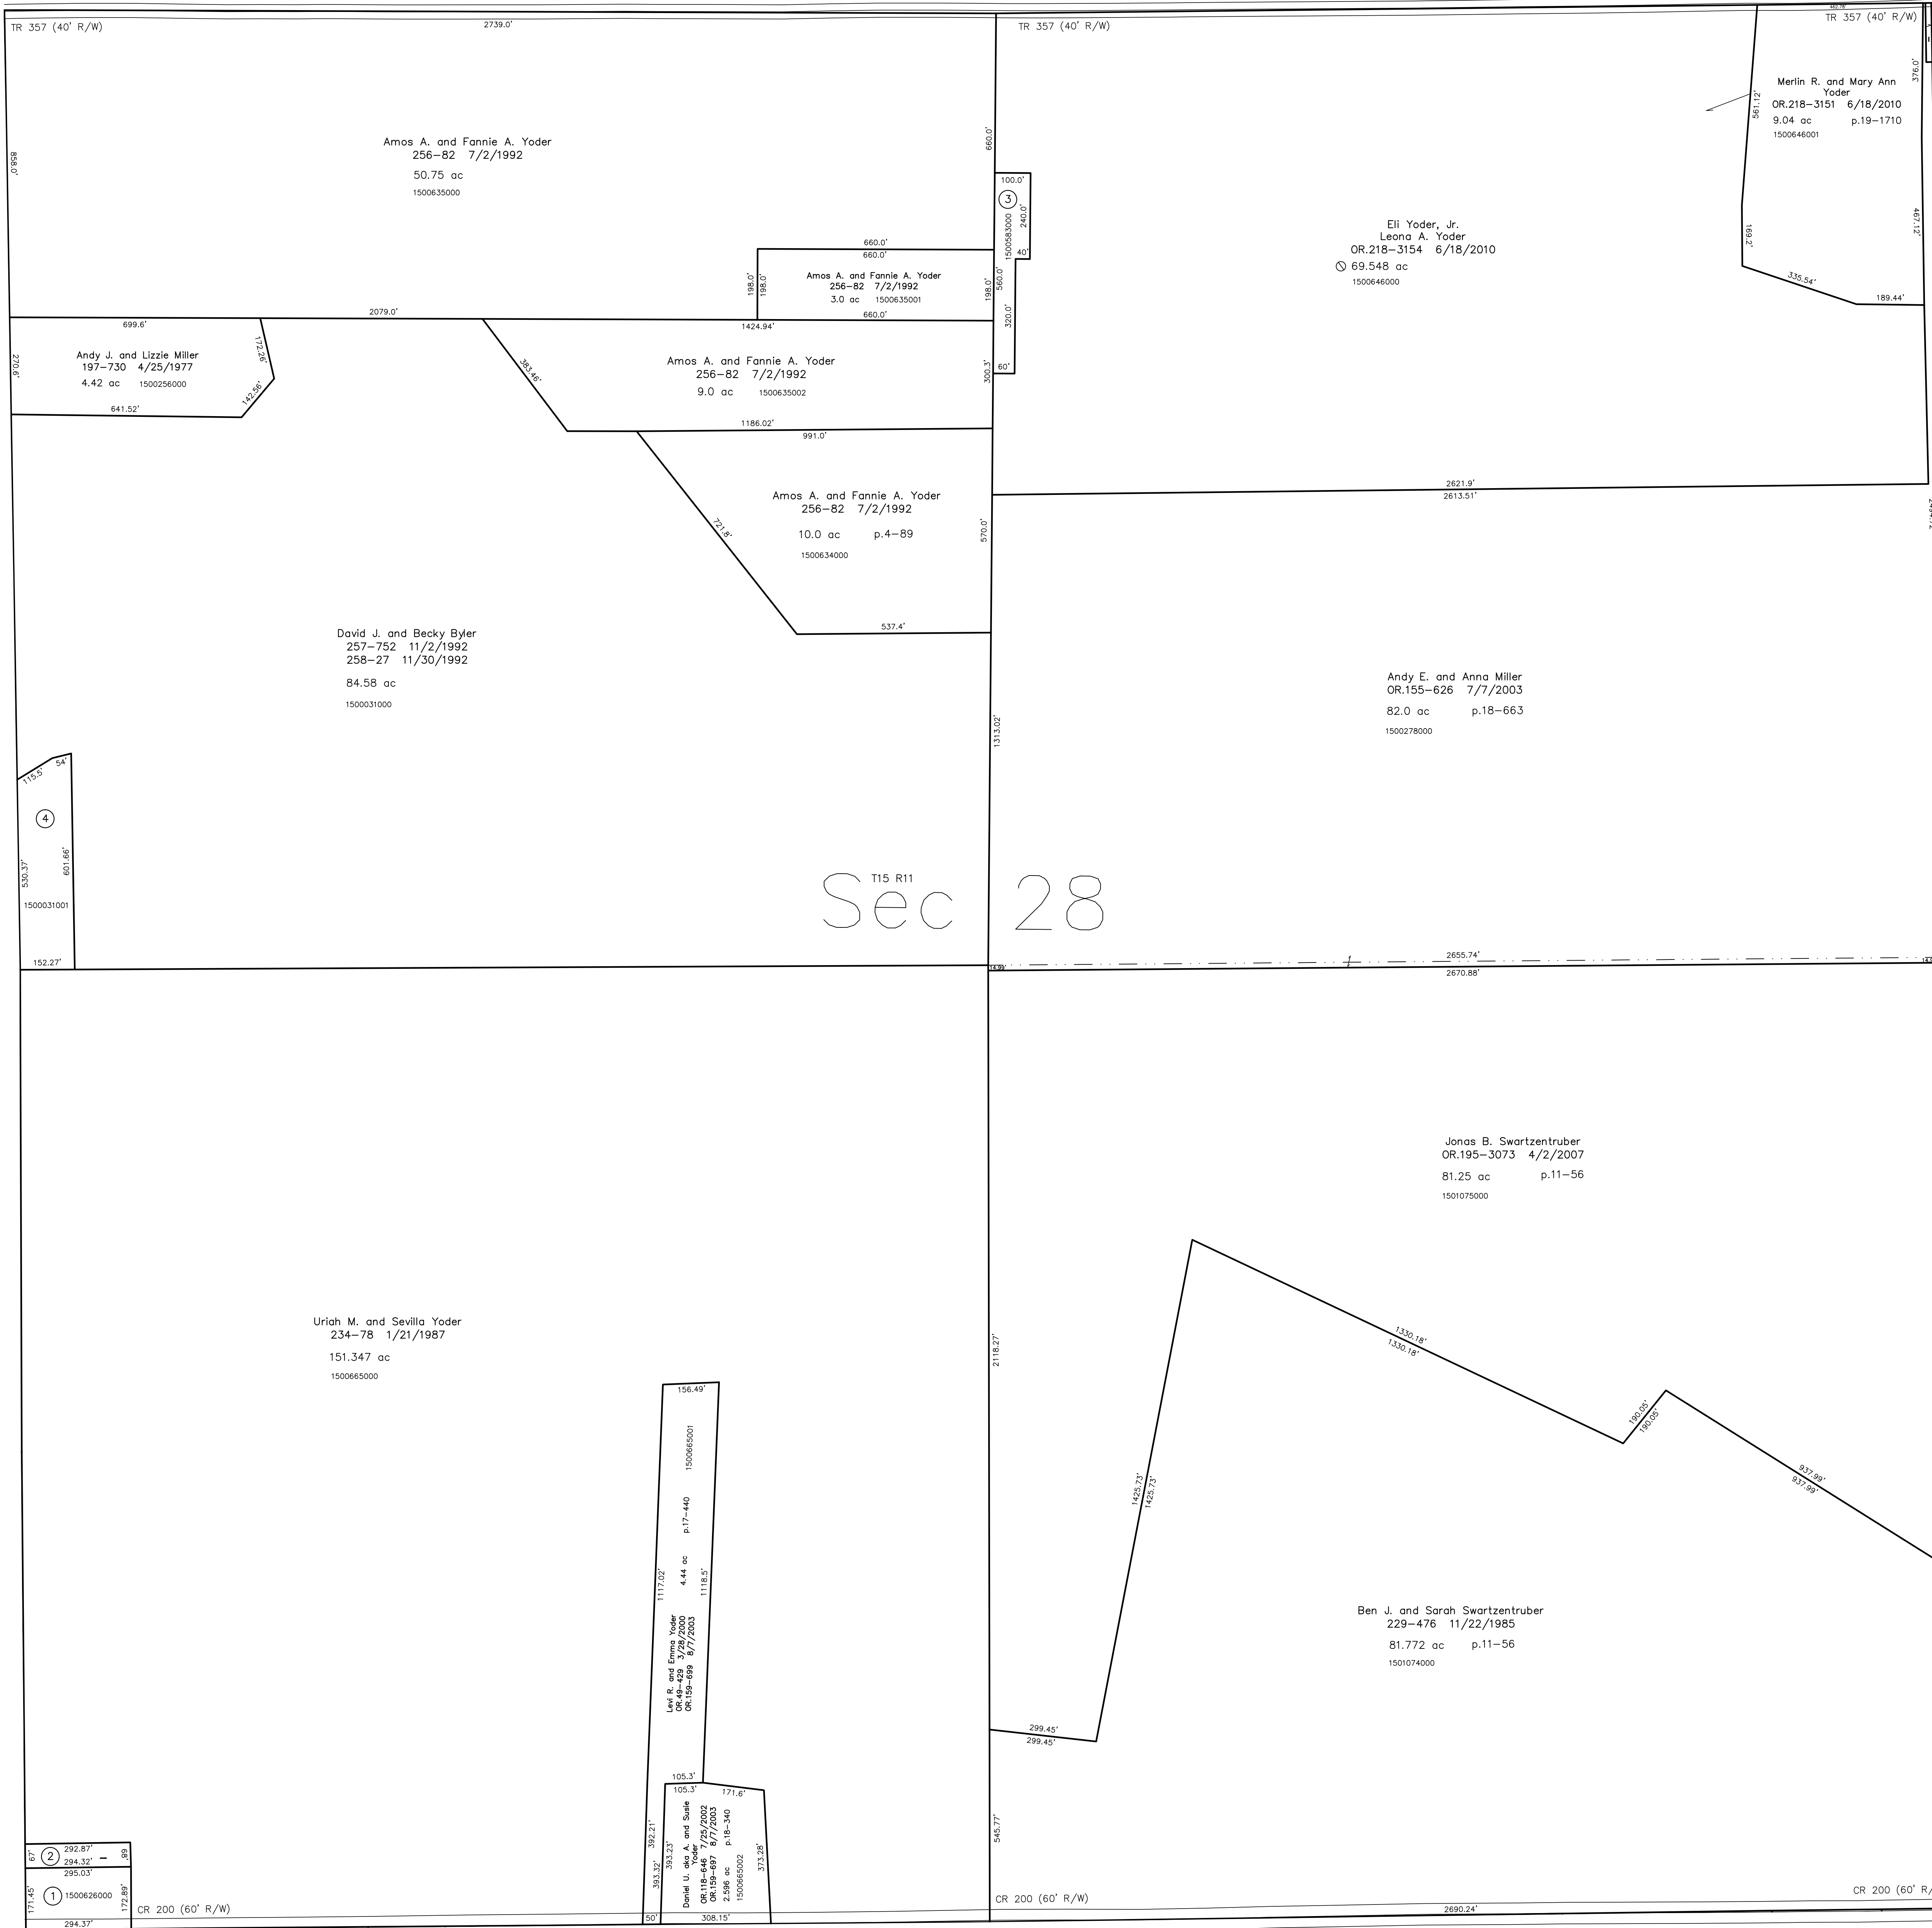 TR 357 (40' R/W)
2739.0'
TR 357 (40' R/W)
462.76'
TR 357 (40' R/W)
858.0'
Amos A. and Fannie A. Yoder
256-82 7/2/1992
50.75 ac
1500635000
660.0'
100.0'
3
1500583000
240.0'
40'
560.0'
320.0'
60'
561.12'
Merlin R. and Mary Ann
Yoder
OR.218-3151 6/18/2010
9.04 ac p.19-1710
1500646001
376.0'
467.12'
169.2'
335.54'
189.44'
Eli Yoder, Jr.
Leona A. Yoder
OR.218-3154 6/18/2010
69.548 ac
1500646000
660.0'
660.0'
198.0'
198.0'
Amos A. and Fannie A. Yoder
256-82 7/2/1992
3.0 ac 1500635001
198.0'
660.0'
2079.0'
1424.94'
699.6'
270.6'
Andy J. and Lizzie Miller
197-730 4/25/1977
4.42 ac 1500256000
172.26'
142.56'
641.52'
383.46'
Amos A. and Fannie A. Yoder
256-82 7/2/1992
9.0 ac 1500635002
300.3'
1186.02'
991.0'
Amos A. and Fannie A. Yoder
256-82 7/2/1992
10.0 ac p.4-89
1500634000
721.8'
570.0'
537.4'
2621.9'
2613.51'
David J. and Becky Byler
257-752 11/2/1992
258-27 11/30/1992
84.58 ac
1500031000
1313.02'
Andy E. and Anna Miller
OR.155-626 7/7/2003
82.0 ac p.18-663
1500278000
115.5'
54'
4
530.37'
601.66'
1500031001
152.27'
T15 R11
Sec 28
14.99'
2655.74'
2670.88'
Jonas B. Swartzentruber
OR.195-3073 4/2/2007
81.25 ac p.11-56
1501075000
Uriah M. and Sevilla Yoder
234-78 1/21/1987
151.347 ac
1500665000
2118.27'
1330.18'
1330.18'
190.05'
190.05'
937.99'
937.99'
1425.73'
1425.73'
156.49'
1117.02'
Levi R. and Emma Yoder
OR.49-429 3/28/2000
OR.159-699 8/7/2003
4.44 ac p.17-440
1500665001
1118.5'
Ben J. and Sarah Swartzentruber
229-476 11/22/1985
81.772 ac p.11-56
1501074000
299.45'
299.45'
545.77'
105.3'
105.3'
171.6'
392.21'
393.32'
393.23'
Daniel U. aka A. and Susie
Yoder
OR.118-646 7/25/2002
OR.159-697 8/7/2003
2.596 ac p.18-340
1500665002
373.28'
67'
2
292.87'
294.32'
68'
295.03'
171.45'
1
1500626000
172.89'
294.37'
CR 200 (60' R/W)
50'
308.15'
CR 200 (60' R/W)
2690.24'
CR 200 (60'